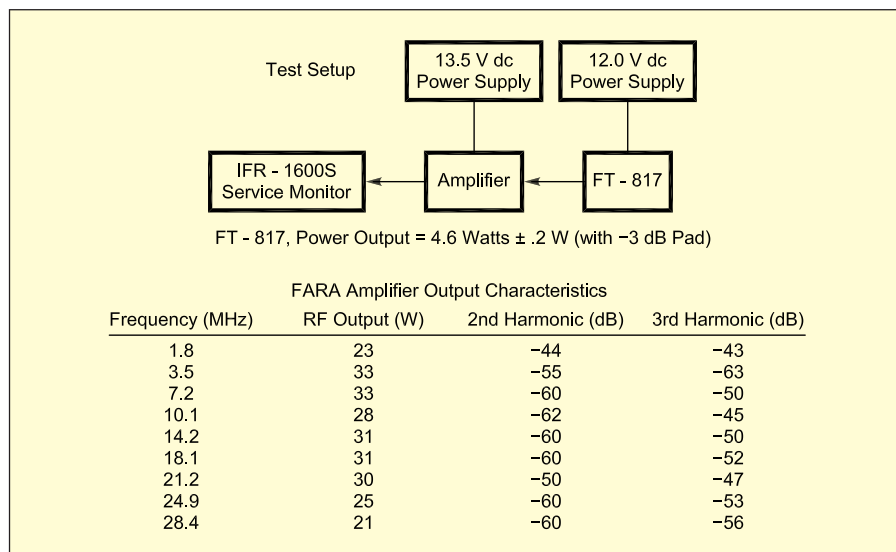 Test Setup
13.5 V dc
Power Supply
12.0 V dc
Power Supply
IFR - 1600S
Service Monitor
Amplifier
FT - 817
FT - 817, Power Output = 4.6 Watts ± .2 W (with −3 dB Pad)
FARA Amplifier Output Characteristics
Frequency (MHz) RF Output (W) 2nd Harmonic (dB) 3rd Harmonic (dB)
1.8 23 −44 −43
3.5 33 −55 −63
7.2 33 −60 −50
10.1 28 −62 −45
14.2 31 −60 −50
18.1 31 −60 −52
21.2 30 −50 −47
24.9 25 −60 −53
28.4 21 −60 −56